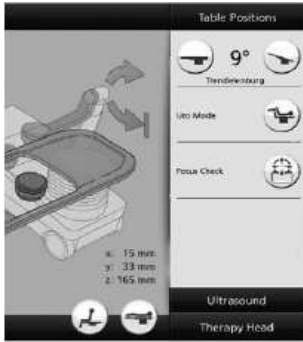 Table Positions
9°
Trendelenburg
Uro Mode
Focus Check
x: 15 mm
y: 33 mm
z: 165 mm
Ultrasound
Therapy Head